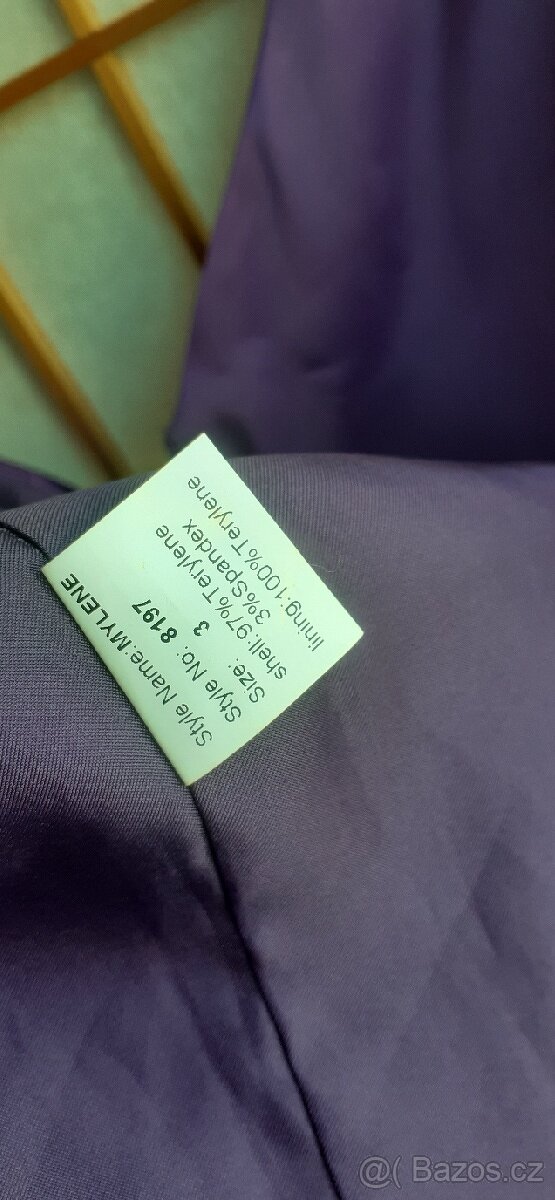 Style Name:MYLENE
Style No: 8197
Size: 3
shell:97%Terylene
3%Spandex
lining:100%Terylene
@( Bazos.cz